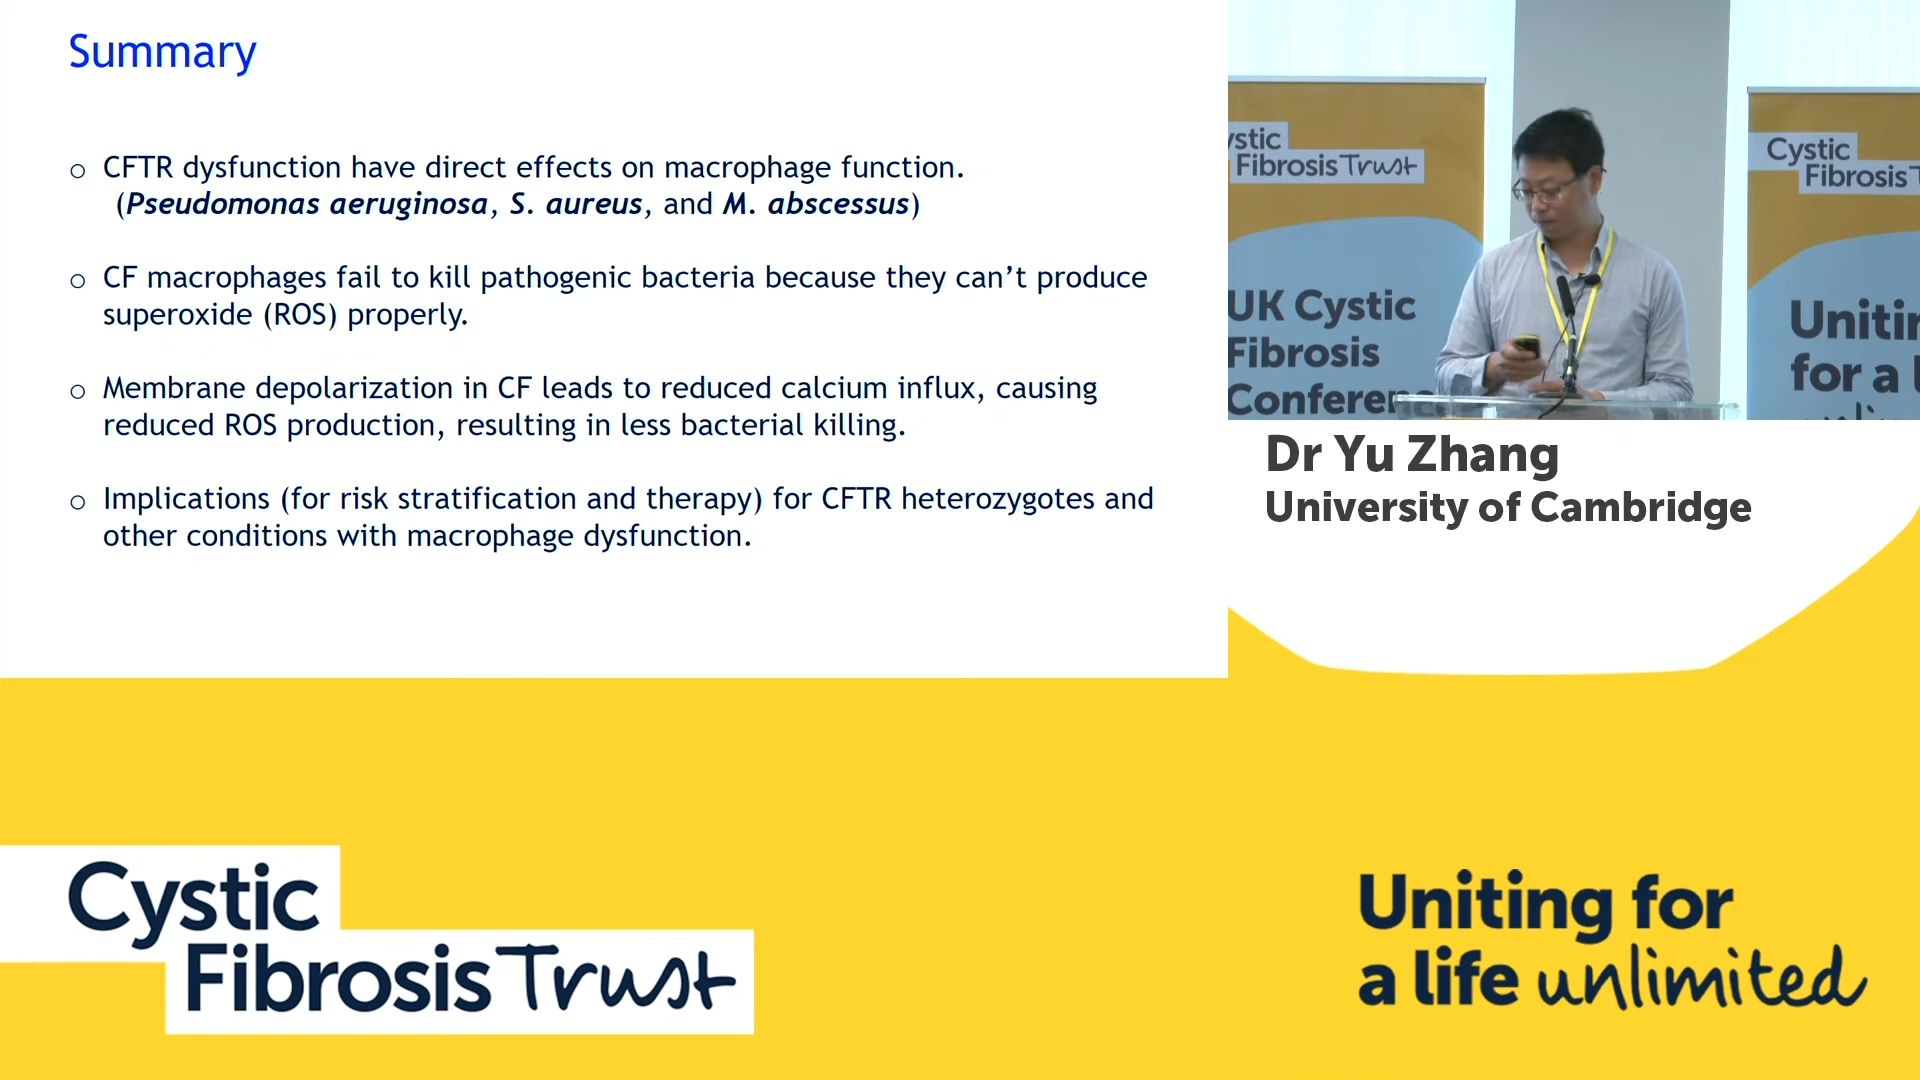 Summary
o CFTR dysfunction have direct effects on macrophage function.
(Pseudomonas aeruginosa, S. aureus, and M. abscessus)
o CF macrophages fail to kill pathogenic bacteria because they can’t produce
superoxide (ROS) properly.
o Membrane depolarization in CF leads to reduced calcium influx, causing
reduced ROS production, resulting in less bacterial killing.
o Implications (for risk stratification and therapy) for CFTR heterozygotes and
other conditions with macrophage dysfunction.
ystic
Fibrosis Trust
UK Cystic
Fibrosis
Conferen
Cystic
Fibrosis T
Unitin
for a l
Dr Yu Zhang
University of Cambridge
Cystic
Fibrosis Trust
Uniting for
a life unlimited